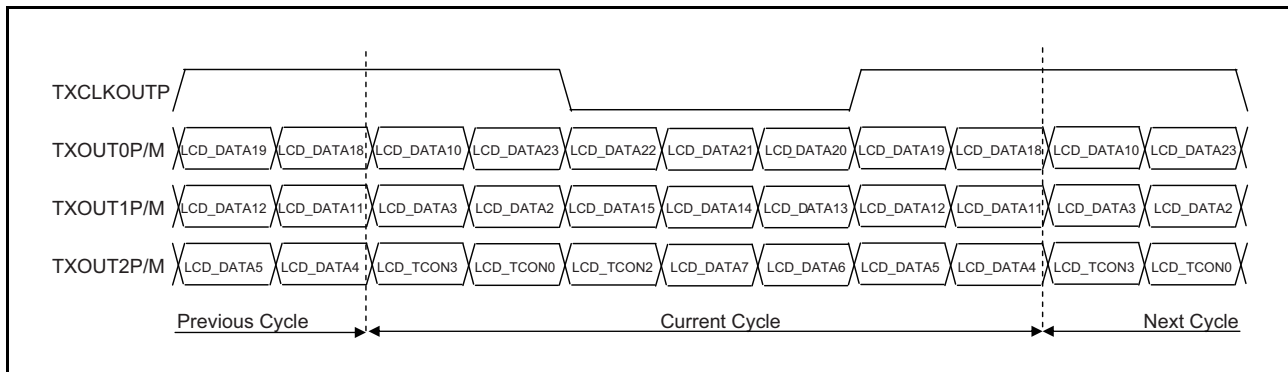 TXCLKOUTP
TXOUT0P/M LCD_DATA19 LCD_DATA18 LCD_DATA10 LCD_DATA23 LCD_DATA22 LCD_DATA21 LCD_DATA20 LCD_DATA19 LCD_DATA18 LCD_DATA10 LCD_DATA23
TXOUT1P/M LCD_DATA12 LCD_DATA11 LCD_DATA3 LCD_DATA2 LCD_DATA15 LCD_DATA14 LCD_DATA13 LCD_DATA12 LCD_DATA11 LCD_DATA3 LCD_DATA2
TXOUT2P/M LCD_DATA5 LCD_DATA4 LCD_TCON3 LCD_TCON0 LCD_TCON2 LCD_DATA7 LCD_DATA6 LCD_DATA5 LCD_DATA4 LCD_TCON3 LCD_TCON0
Previous Cycle Current Cycle Next Cycle